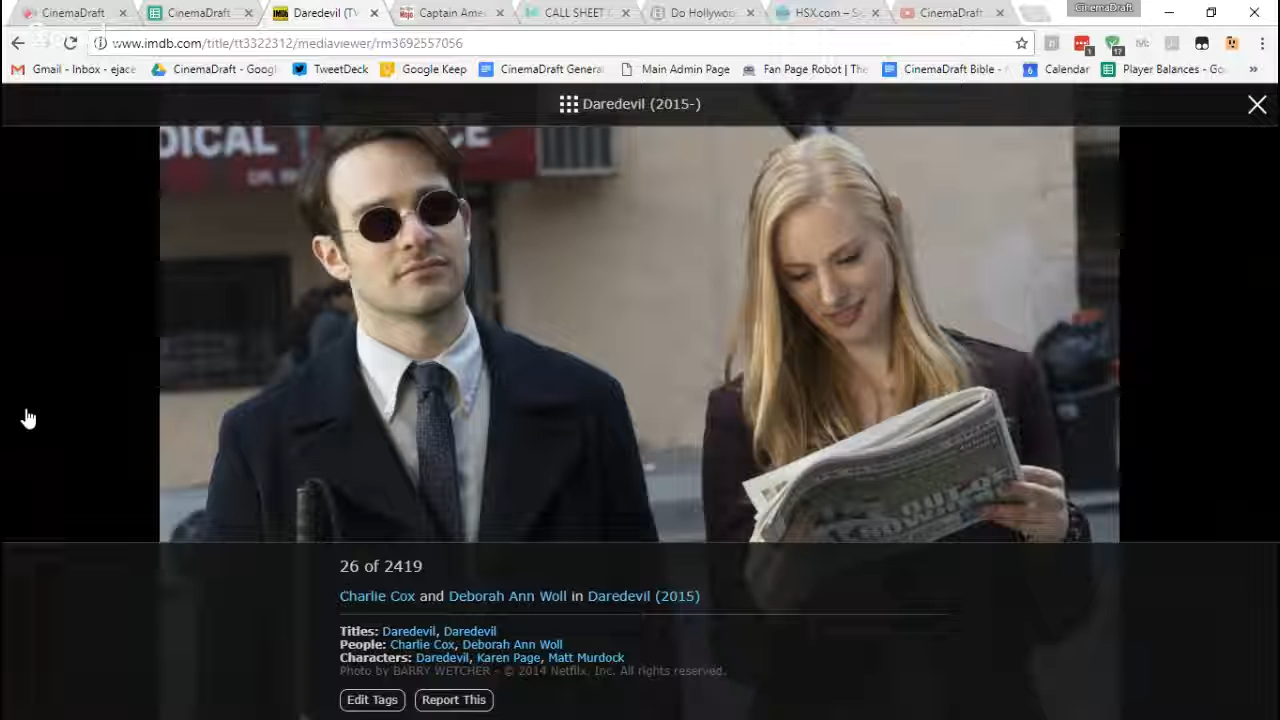 CinemaDraft
CinemaDraft
CinemaDraft
Daredevil (TV
Captain Ame
CALL SHEET
Do Hollywoo
HSX.com
CinemaDraft
www.imdb.com/title/tt3322312/mediaviewer/rm3692557056
Gmail - Inbox - ejace
CinemaDraft - Googl
TweetDeck
Google Keep
CinemaDraft General
Main Admin Page
Fan Page Robot | The
CinemaDraft Bible -
Calendar
Player Balances - Go
Daredevil (2015-)
DICAL
CE
26 of 2419
Charlie Cox and Deborah Ann Woll in Daredevil (2015)
Titles: Daredevil, Daredevil
People: Charlie Cox, Deborah Ann Woll
Characters: Daredevil, Karen Page, Matt Murdock
Photo by BARRY WETCHER - © 2014 Netflix, Inc. All rights reserved.
Edit Tags
Report This